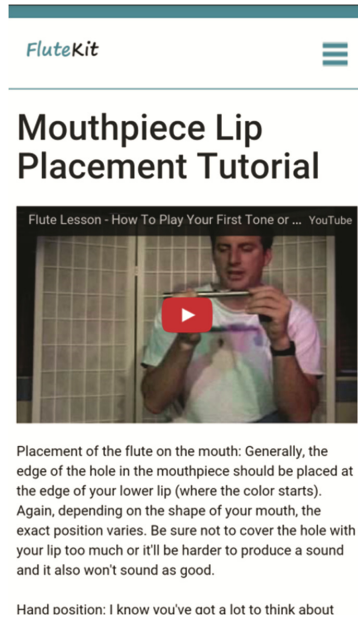 FluteKit
Mouthpiece Lip
Placement Tutorial
Flute Lesson - How To Play Your First Tone or ... YouTube
Placement of the flute on the mouth: Generally, the
edge of the hole in the mouthpiece should be placed at
the edge of your lower lip (where the color starts).
Again, depending on the shape of your mouth, the
exact position varies. Be sure not to cover the hole with
your lip too much or it'll be harder to produce a sound
and it also won't sound as good.
Hand position: I know you've got a lot to think about